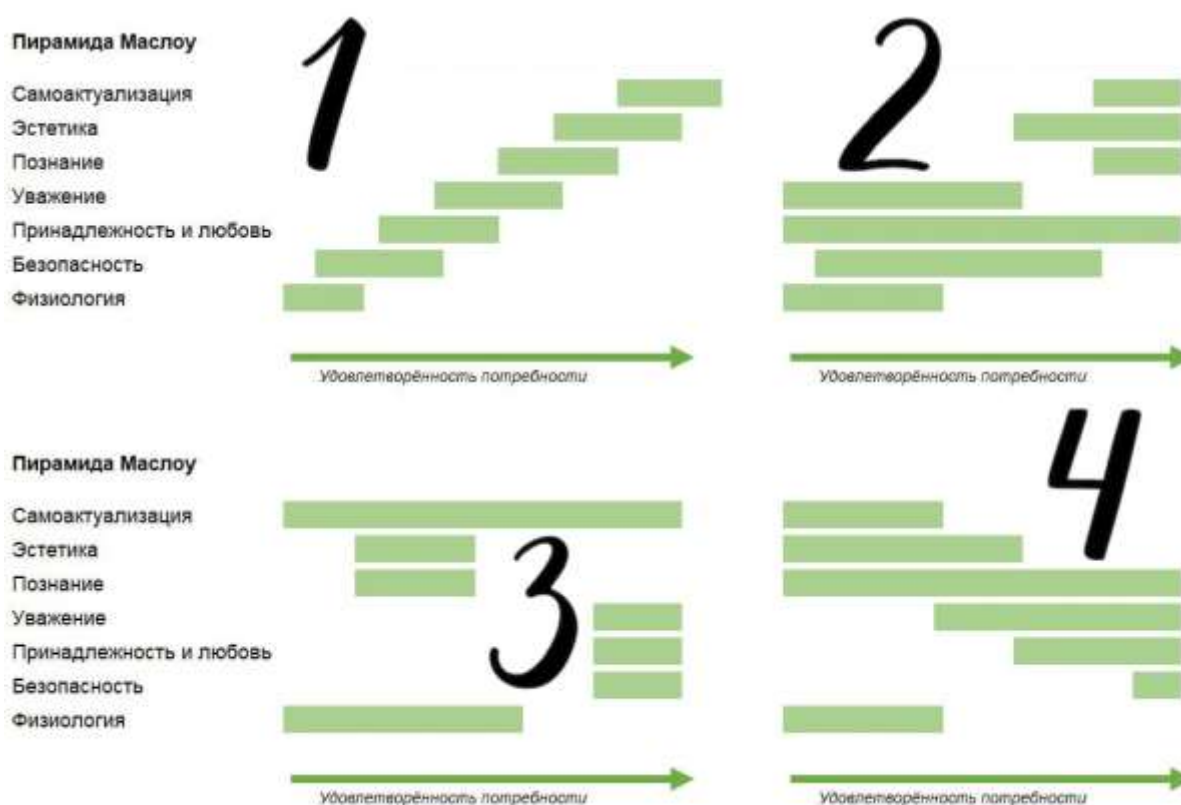 Пирамида Маслоу
1
2
Самоактуализация
Эстетика
Познание
Уважение
Принадлежность и любовь
Безопасность
Физиология
Удовлетворённость потребности
Удовлетворённость потребности
Пирамида Маслоу
3
4
Самоактуализация
Эстетика
Познание
Уважение
Принадлежность и любовь
Безопасность
Физиология
Удовлетворённость потребности
Удовлетворённость потребности